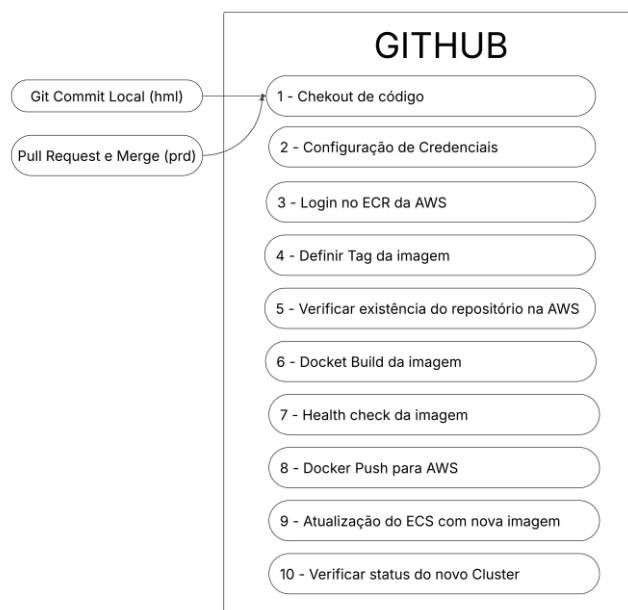 GITHUB
Git Commit Local (hml)
Pull Request e Merge (prd)
1 - Chekout de código
2 - Configuração de Credenciais
3 - Login no ECR da AWS
4 - Definir Tag da imagem
5 - Verificar existência do repositório na AWS
6 - Docket Build da imagem
7 - Health check da imagem
8 - Docker Push para AWS
9 - Atualização do ECS com nova imagem
10 - Verificar status do novo Cluster